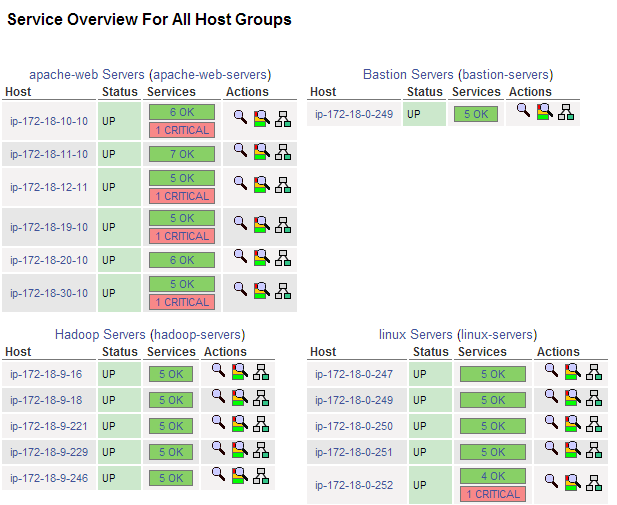 Service Overview For All Host Groups
apache-web Servers (apache-web-servers)
Host Status Services Actions
ip-172-18-10-10 UP 6 OK
1 CRITICAL
ip-172-18-11-10 UP 7 OK
ip-172-18-12-11 UP 5 OK
1 CRITICAL
ip-172-18-19-10 UP 5 OK
1 CRITICAL
ip-172-18-20-10 UP 6 OK
ip-172-18-30-10 UP 5 OK
1 CRITICAL
Bastion Servers (bastion-servers)
Host Status Services Actions
ip-172-18-0-249 UP 5 OK
Hadoop Servers (hadoop-servers)
Host Status Services Actions
ip-172-18-9-16 UP 5 OK
ip-172-18-9-18 UP 5 OK
ip-172-18-9-221 UP 5 OK
ip-172-18-9-229 UP 5 OK
ip-172-18-9-246 UP 5 OK
linux Servers (linux-servers)
Host Status Services Actions
ip-172-18-0-247 UP 5 OK
ip-172-18-0-249 UP 5 OK
ip-172-18-0-250 UP 5 OK
ip-172-18-0-251 UP 5 OK
ip-172-18-0-252 UP 4 OK
1 CRITICAL